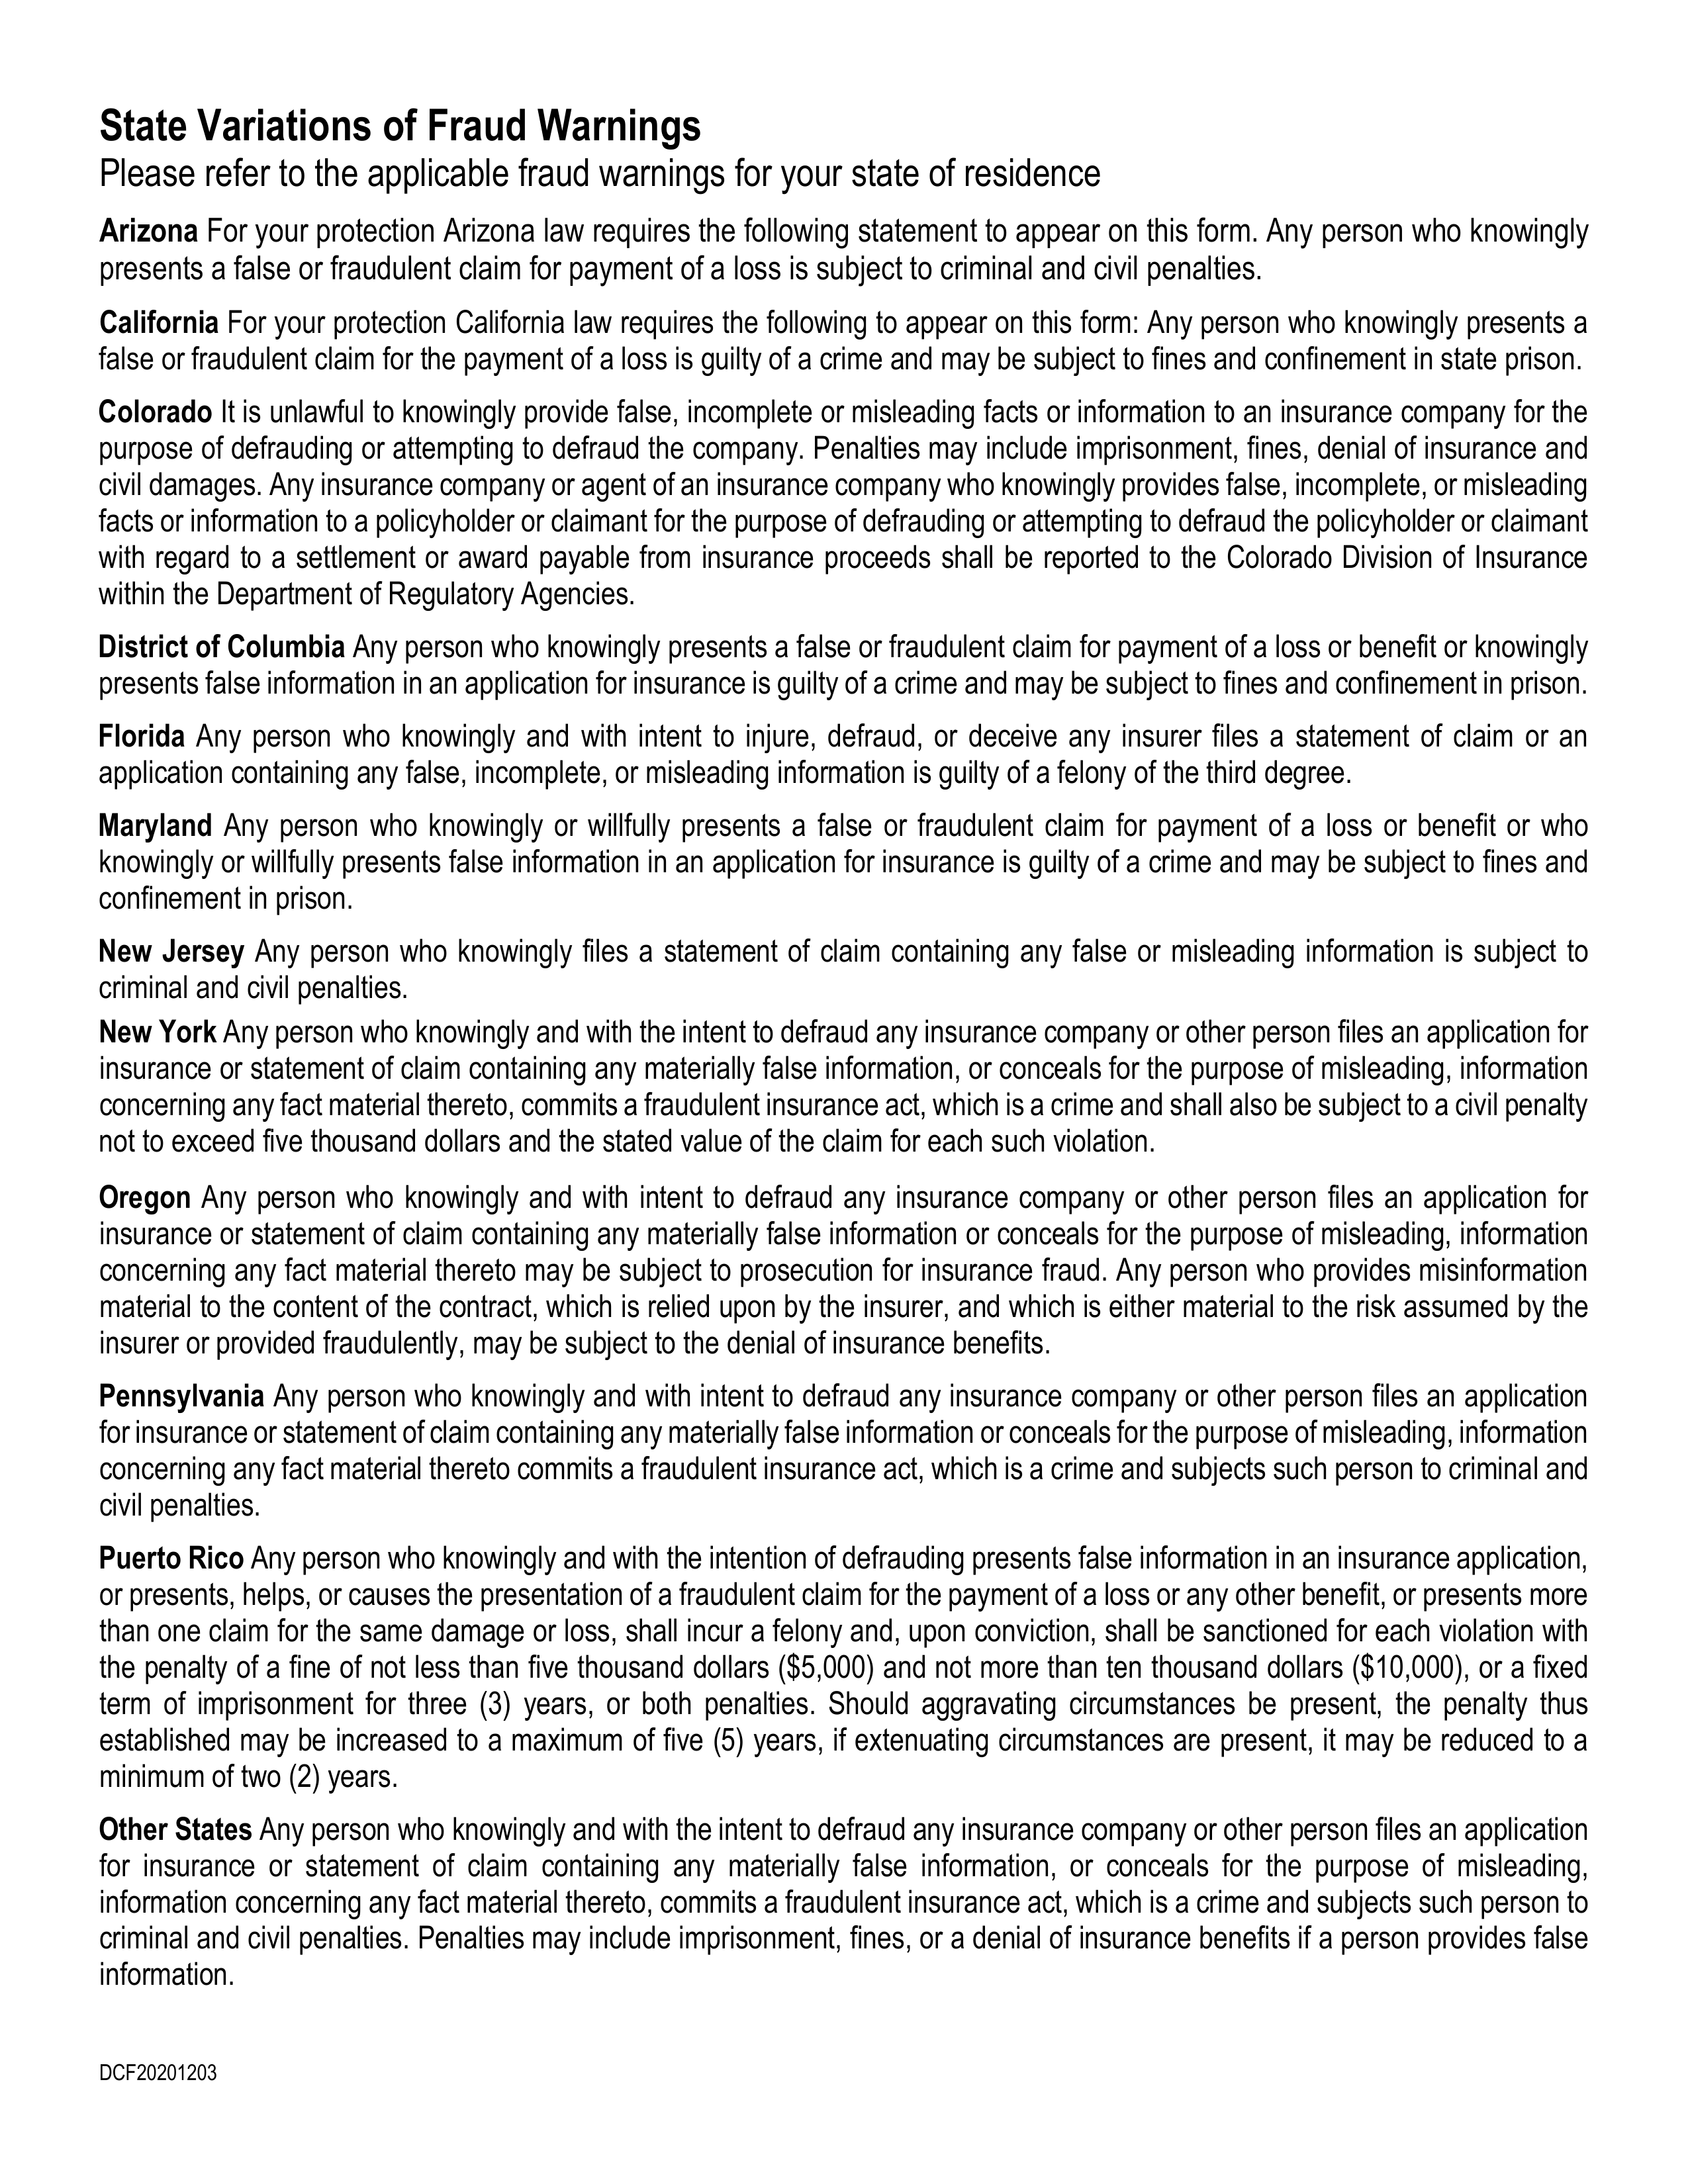 State Variations of Fraud Warnings
Please refer to the applicable fraud warnings for your state of residence
Arizona For your protection Arizona law requires the following statement to appear on this form. Any person who knowingly
presents a false or fraudulent claim for payment of a loss is subject to criminal and civil penalties.
California For your protection California law requires the following to appear on this form: Any person who knowingly presents a
false or fraudulent claim for the payment of a loss is guilty of a crime and may be subject to fines and confinement in state prison.
Colorado It is unlawful to knowingly provide false, incomplete or misleading facts or information to an insurance company for the
purpose of defrauding or attempting to defraud the company. Penalties may include imprisonment, fines, denial of insurance and
civil damages. Any insurance company or agent of an insurance company who knowingly provides false, incomplete, or misleading
facts or information to a policyholder or claimant for the purpose of defrauding or attempting to defraud the policyholder or claimant
with regard to a settlement or award payable from insurance proceeds shall be reported to the Colorado Division of Insurance
within the Department of Regulatory Agencies.
District of Columbia Any person who knowingly presents a false or fraudulent claim for payment of a loss or benefit or knowingly
presents false information in an application for insurance is guilty of a crime and may be subject to fines and confinement in prison.
Florida Any person who knowingly and with intent to injure, defraud, or deceive any insurer files a statement of claim or an
application containing any false, incomplete, or misleading information is guilty of a felony of the third degree.
Maryland Any person who knowingly or willfully presents a false or fraudulent claim for payment of a loss or benefit or who
knowingly or willfully presents false information in an application for insurance is guilty of a crime and may be subject to fines and
confinement in prison.
New Jersey Any person who knowingly files a statement of claim containing any false or misleading information is subject to
criminal and civil penalties.
New York Any person who knowingly and with the intent to defraud any insurance company or other person files an application for
insurance or statement of claim containing any materially false information, or conceals for the purpose of misleading, information
concerning any fact material thereto, commits a fraudulent insurance act, which is a crime and shall also be subject to a civil penalty
not to exceed five thousand dollars and the stated value of the claim for each such violation.
Oregon Any person who knowingly and with intent to defraud any insurance company or other person files an application for
insurance or statement of claim containing any materially false information or conceals for the purpose of misleading, information
concerning any fact material thereto may be subject to prosecution for insurance fraud. Any person who provides misinformation
material to the content of the contract, which is relied upon by the insurer, and which is either material to the risk assumed by the
insurer or provided fraudulently, may be subject to the denial of insurance benefits.
Pennsylvania Any person who knowingly and with intent to defraud any insurance company or other person files an application
for insurance or statement of claim containing any materially false information or conceals for the purpose of misleading, information
concerning any fact material thereto commits a fraudulent insurance act, which is a crime and subjects such person to criminal and
civil penalties.
Puerto Rico Any person who knowingly and with the intention of defrauding presents false information in an insurance application,
or presents, helps, or causes the presentation of a fraudulent claim for the payment of a loss or any other benefit, or presents more
than one claim for the same damage or loss, shall incur a felony and, upon conviction, shall be sanctioned for each violation with
the penalty of a fine of not less than five thousand dollars ($5,000) and not more than ten thousand dollars ($10,000), or a fixed
term of imprisonment for three (3) years, or both penalties. Should aggravating circumstances be present, the penalty thus
established may be increased to a maximum of five (5) years, if extenuating circumstances are present, it may be reduced to a
minimum of two (2) years.
Other States Any person who knowingly and with the intent to defraud any insurance company or other person files an application
for insurance or statement of claim containing any materially false information, or conceals for the purpose of misleading,
information concerning any fact material thereto, commits a fraudulent insurance act, which is a crime and subjects such person to
criminal and civil penalties. Penalties may include imprisonment, fines, or a denial of insurance benefits if a person provides false
information.
DCF20201203